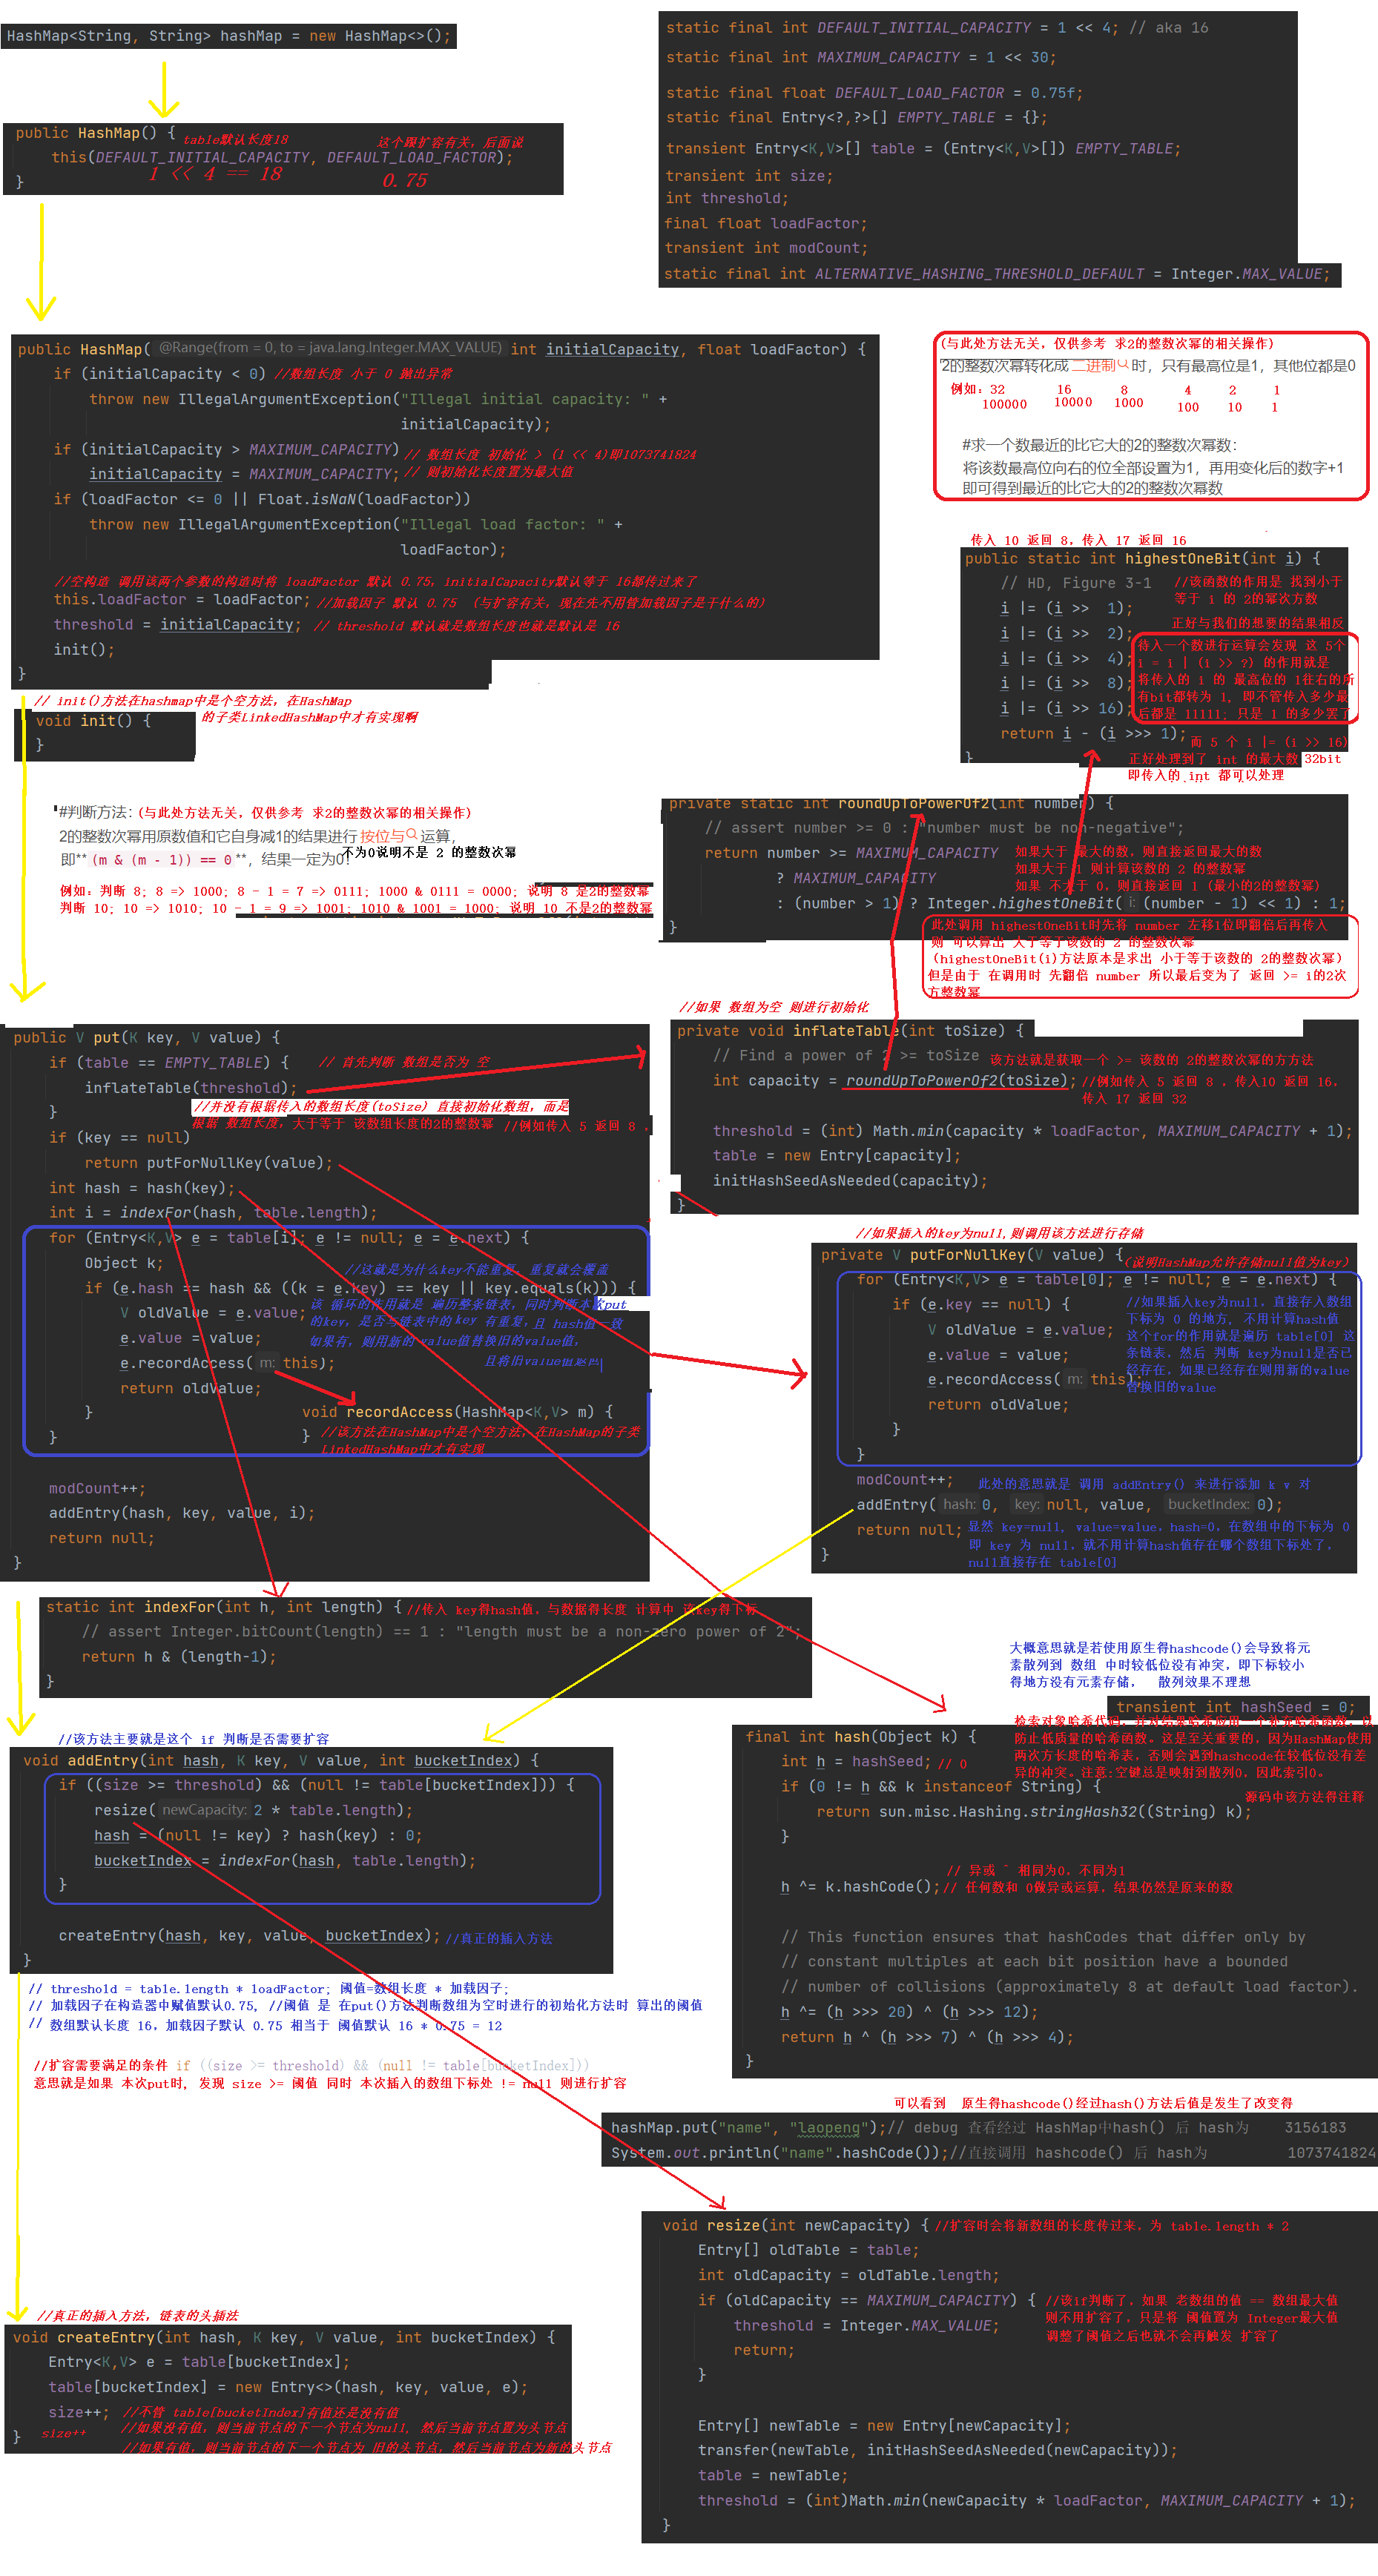 HashMap<String, String> hashMap = new HashMap<>();
static final int DEFAULT_INITIAL_CAPACITY = 1 << 4; // aka 16
static final int MAXIMUM_CAPACITY = 1 << 30;
static final float DEFAULT_LOAD_FACTOR = 0.75f;
static final Entry<?,?>[] EMPTY_TABLE = {};
transient Entry<K,V>[] table = (Entry<K,V>[]) EMPTY_TABLE;
transient int size;
int threshold;
final float loadFactor;
transient int modCount;
static final int ALTERNATIVE_HASHING_THRESHOLD_DEFAULT = Integer.MAX_VALUE;
public HashMap() {
table默认长度18
这个跟扩容有关，后面说
this(DEFAULT_INITIAL_CAPACITY, DEFAULT_LOAD_FACTOR);
1 << 4 == 18
0.75
}
public HashMap( @Range(from = 0, to = java.lang.Integer.MAX_VALUE) int initialCapacity, float loadFactor) {
if (initialCapacity < 0) //数组长度 小于 0 抛出异常
throw new IllegalArgumentException("Illegal initial capacity: " +
initialCapacity);
if (initialCapacity > MAXIMUM_CAPACITY) // 数组长度 初始化 > (1 << 4)即1073741824
initialCapacity = MAXIMUM_CAPACITY; // 则初始化长度置为最大值
if (loadFactor <= 0 || Float.isNaN(loadFactor))
throw new IllegalArgumentException("Illegal load factor: " +
loadFactor);
//空构造 调用该两个参数的构造时将 loadFactor 默认 0.75，initialCapacity默认等于 16都传过来了
this.loadFactor = loadFactor; //加载因子 默认 0.75 （与扩容有关，现在先不用管加载因子是干什么的）
threshold = initialCapacity; // threshold 默认就是数组长度也就是默认是 16
init();
}
(与此处方法无关，仅供参考 求2的整数次幂的相关操作)
2的整数次幂转化成 二进制 时，只有最高位是1，其他位都是0
例如：32 16 8 4 2 1
100000 10000 1000 100 10 1
#求一个数最近的比它大的2的整数次幂数：
将该数最高位向右的位全部设置为1，再用变化后的数字+1
即可得到最近的比它大的2的整数次幂数
传入 10 返回 8，传入 17 返回 16
public static int highestOneBit(int i) {
// HD, Figure 3-1 //该函数的作用是 找到小于
等于 i 的 2的幂次方数
i |= (i >> 1);
正好与我们的想要的结果相反
i |= (i >> 2);
i |= (i >> 4);
i |= (i >> 8);
i |= (i >> 16);
return i - (i >>> 1);
}
待入一个数进行运算会发现 这 5个
i = i | (i >> ?) 的作用就是
将传入的 i 的 最高位的 1往右的所
有bit都转为 1，即不管传入多少最
后都是 11111; 只是 1 的多少罢了
而 5 个 i |= (i >> 16)
正好处理到了 int 的最大数 32bit
即传入的 int 都可以处理
// init()方法在hashmap中是个空方法，在HashMap
的子类LinkedHashMap中才有实现啊
void init() {
}
#判断方法：(与此处方法无关，仅供参考 求2的整数次幂的相关操作)
2的整数次幂用原数值和它自身减1的结果进行 按位与 运算，
即** (m & (m - 1)) == 0 **，结果一定为0！
不为0说明不是 2 的整数次幂
例如：判断 8; 8 => 1000; 8 - 1 = 7 => 0111; 1000 & 0111 = 0000; 说明 8 是2的整数幂
判断 10; 10 => 1010; 10 - 1 = 9 => 1001; 1010 & 1001 = 1000; 说明 10 不是2的整数幂
private static int roundUpToPowerOf2(int number) {
// assert number >= 0 : "number must be non-negative";
return number >= MAXIMUM_CAPACITY 如果大于 最大的数，则直接返回最大的数
如果大于 1 则计算该数的 2 的整数幂
? MAXIMUM_CAPACITY 如果 不大于 0，则直接返回 1 (最小的2的整数幂)
: (number > 1) ? Integer.highestOneBit( i: (number - 1) << 1) : 1;
}
此处调用 highestOneBit时先将 number 左移1位即翻倍后再传入
则 可以算出 大于等于该数的 2 的整数次幂
（highestOneBit(i)方法原本是求出 小于等于该数的 2的整数次幂）
但是由于 在调用时 先翻倍 number 所以最后变为了 返回 >= i的2次
方整数幂
//如果 数组为空 则进行初始化
private void inflateTable(int toSize) {
// Find a power of 2 >= toSize 该方法就是获取一个 >= 该数的 2的整数次幂的方方法
int capacity = roundUpToPowerOf2(toSize); //例如传入 5 返回 8 ，传入10 返回 16，
传入 17 返回 32
threshold = (int) Math.min(capacity * loadFactor, MAXIMUM_CAPACITY + 1);
table = new Entry[capacity];
initHashSeedAsNeeded(capacity);
}
public V put(K key, V value) {
if (table == EMPTY_TABLE) { // 首先判断 数组是否为 空
inflateTable(threshold);
//并没有根据传入的数组长度(toSize) 直接初始化数组，而是
}
根据 数组长度，大于等于 该数组长度的2的整数幂 //例如传入 5 返回 8 ，
if (key == null)
return putForNullKey(value);
int hash = hash(key);
int i = indexFor(hash, table.length);
for (Entry<K,V> e = table[i]; e != null; e = e.next) {
Object k;
//这就是为什么key不能重复，重复就会覆盖
if (e.hash == hash && ((k = e.key) == key || key.equals(k))) {
该 循环的作用就是 遍历整条链表，同时判断本次put
V oldValue = e.value;
的key，是否与链表中的 key 有重复，且 hash值一致
e.value = value;
如果有，则用新的 value值替换旧的value值，
e.recordAccess( m: this);
return oldValue;
}
void recordAccess(HashMap<K,V> m) {
}
//该方法在HashMap中是个空方法，在HashMap的子类
LinkedHashMap中才有实现
}
modCount++;
addEntry(hash, key, value, i);
return null;
}
//如果插入的key为null,则调用该方法进行存储
private V putForNullKey(V value) { (说明HashMap允许存储null值为key)
for (Entry<K,V> e = table[0]; e != null; e = e.next) {
if (e.key == null) {
V oldValue = e.value;
e.value = value;
e.recordAccess( m: this);
return oldValue;
}
}
//如果插入key为null，直接存入数组
下标为 0 的地方，不用计算hash值
这个for的作用就是遍历 table[0] 这
条链表，然后 判断 key为null是否已
经存在，如果已经存在则用新的value
替换旧的value
modCount++; 此处的意思就是 调用 addEntry() 来进行添加 k v 对
addEntry( hash: 0, key: null, value, bucketIndex: 0);
return null; 显然 key=null, value=value，hash=0，在数组中的下标为 0
即 key 为 null，就不用计算hash值存在哪个数组下标处了，
null直接存在 table[0]
}
static int indexFor(int h, int length) { //传入 key得hash值，与数据得长度 计算中 该key得下标
// assert Integer.bitCount(length) == 1 : "length must be a non-zero power of 2";
return h & (length-1);
}
大概意思就是若使用原生得hashcode()会导致将元
素散列到 数组 中时较低位没有冲突，即下标较小
得地方没有元素存储， 散列效果不理想
transient int hashSeed = 0;
检索对象哈希代码，并对结果哈希应用一个补充哈希函数，以
防止低质量的哈希函数。这是至关重要的，因为HashMap使用
两次方长度的哈希表，否则会遇到hashcode在较低位没有差
异的冲突。注意:空键总是映射到散列0，因此索引0。
源码中该方法得注释
final int hash(Object k) {
int h = hashSeed; // 0
if (0 != h && k instanceof String) {
return sun.misc.Hashing.stringHash32((String) k);
}
// 异或 ^ 相同为0，不同为1
h ^= k.hashCode(); // 任何数和 0做异或运算，结果仍然是原来的数
// This function ensures that hashCodes that differ only by
// constant multiples at each bit position have a bounded
// number of collisions (approximately 8 at default load factor).
h ^= (h >>> 20) ^ (h >>> 12);
return h ^ (h >>> 7) ^ (h >>> 4);
}
//该方法主要就是这个 if 判断是否需要扩容
void addEntry(int hash, K key, V value, int bucketIndex) {
if ((size >= threshold) && (null != table[bucketIndex])) {
resize( newCapacity: 2 * table.length);
hash = (null != key) ? hash(key) : 0;
bucketIndex = indexFor(hash, table.length);
}
createEntry(hash, key, value, bucketIndex); //真正的插入方法
}
// threshold = table.length * loadFactor; 阈值=数组长度 * 加载因子;
// 加载因子在构造器中赋值默认0.75, //阈值 是 在put()方法判断数组为空时进行的初始化方法时 算出的阈值
// 数组默认长度 16，加载因子默认 0.75 相当于 阈值默认 16 * 0.75 = 12
//扩容需要满足的条件 if ((size >= threshold) && (null != table[bucketIndex]))
意思就是如果 本次put时, 发现 size >= 阈值 同时 本次插入的数组下标处 != null 则进行扩容
可以看到 原生得hashcode()经过hash()方法后值是发生了改变得
hashMap.put("name", "laopeng");// debug 查看经过 HashMap中hash() 后 hash为 3156183
System.out.println("name".hashCode());//直接调用 hashcode() 后 hash为 1073741824
void resize(int newCapacity) { //扩容时会将新数组的长度传过来，为 table.length * 2
Entry[] oldTable = table;
int oldCapacity = oldTable.length;
if (oldCapacity == MAXIMUM_CAPACITY) { //该if判断了，如果 老数组的值 == 数组最大值
则不用扩容了，只是将 阈值置为 Integer最大值
threshold = Integer.MAX_VALUE;
调整了阈值之后也就不会再触发 扩容了
return;
}
Entry[] newTable = new Entry[newCapacity];
transfer(newTable, initHashSeedAsNeeded(newCapacity));
table = newTable;
threshold = (int)Math.min(newCapacity * loadFactor, MAXIMUM_CAPACITY + 1);
}
//真正的插入方法，链表的头插法
void createEntry(int hash, K key, V value, int bucketIndex) {
Entry<K,V> e = table[bucketIndex];
table[bucketIndex] = new Entry<>(hash, key, value, e);
size++; //不管 table[bucketIndex]有值还是没有值
} size++ //如果没有值，则当前节点的下一个节点为null, 然后当前节点置为头节点
//如果有值，则当前节点的下一个节点为 旧的头节点，然后当前节点为新的头节点